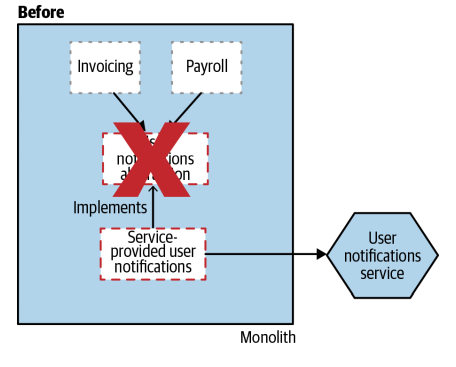 Before
Invoicing
Payroll
Implements
Service-
provided user
notifications
User
notifications
service
Monolith